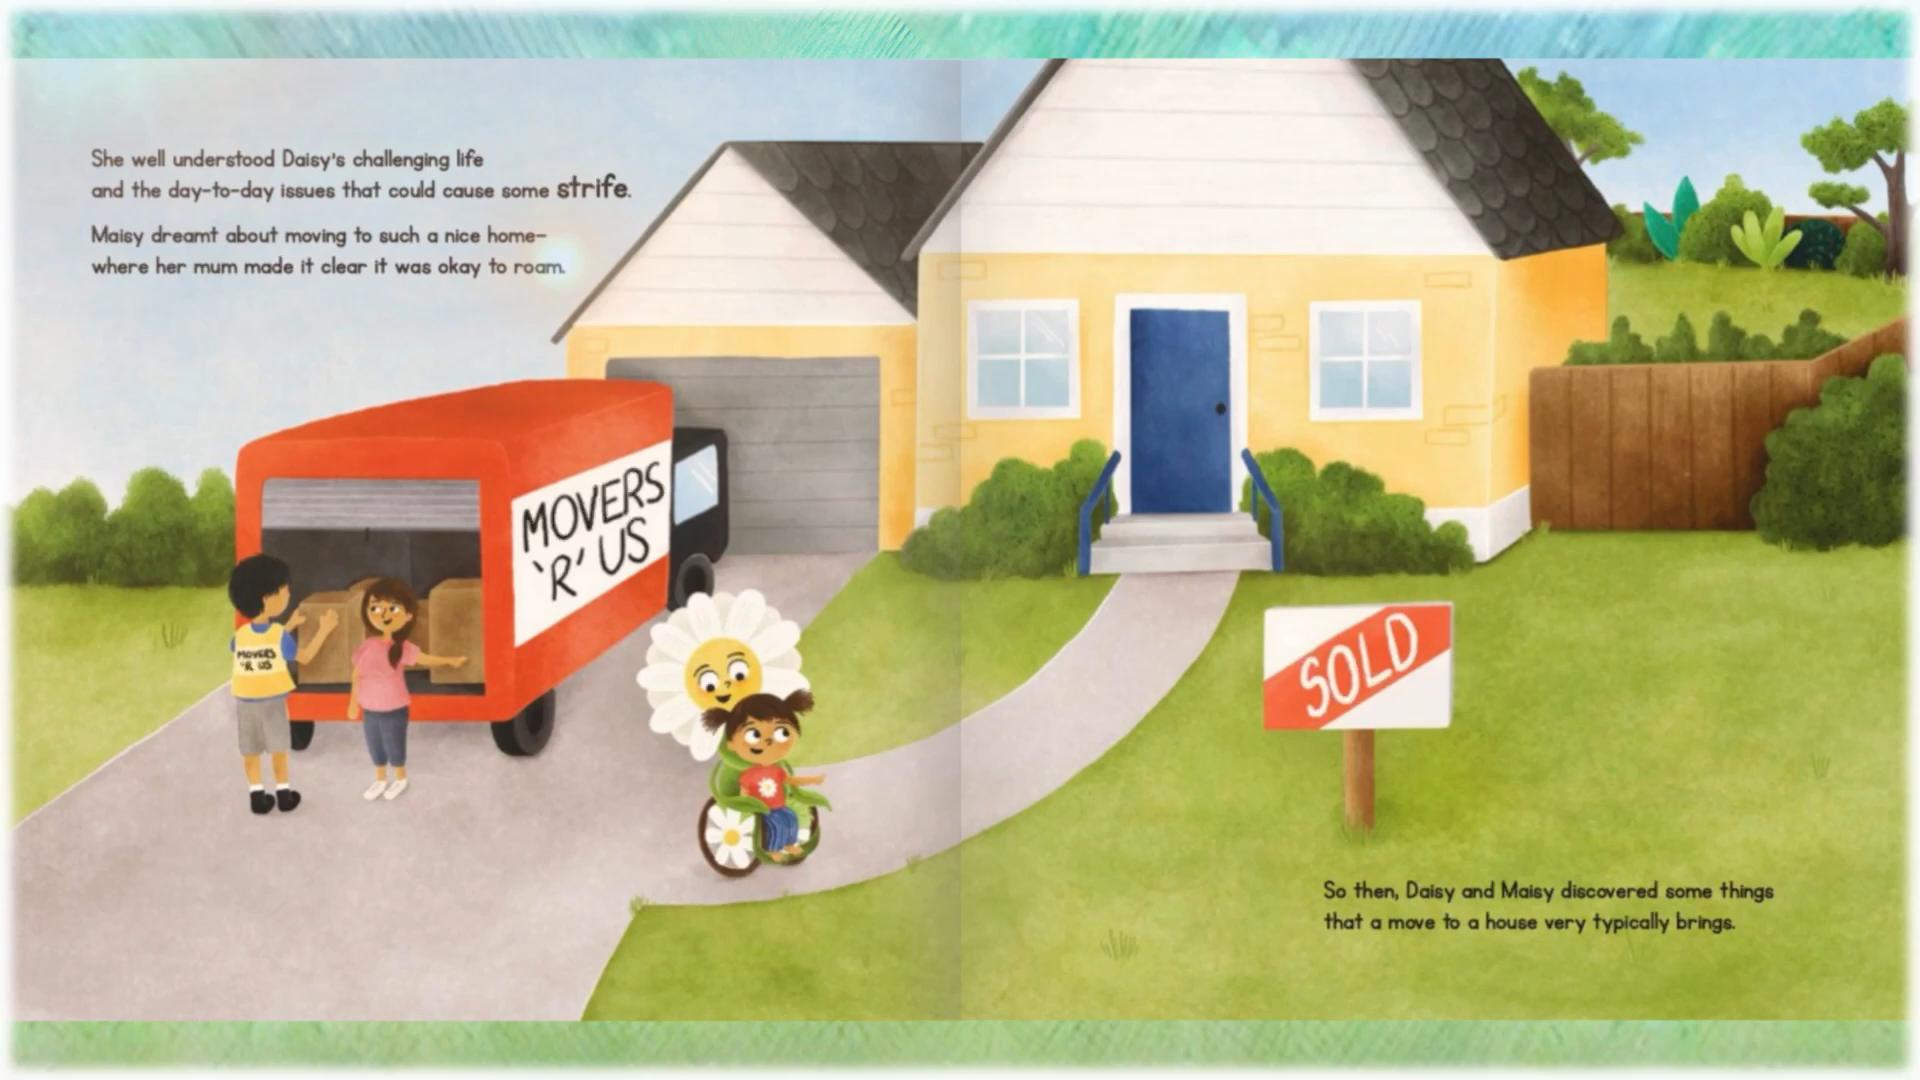 She well understood Daisy's challenging life
and the day-to-day issues that could cause some strife.
Maisy dreamt about moving to such a nice home-
where her mum made it clear it was okay to roam.
MOVERS
'R' US
MOVERS
'R US
SOLD
So then, Daisy and Maisy discovered some things
that a move to a house very typically brings.